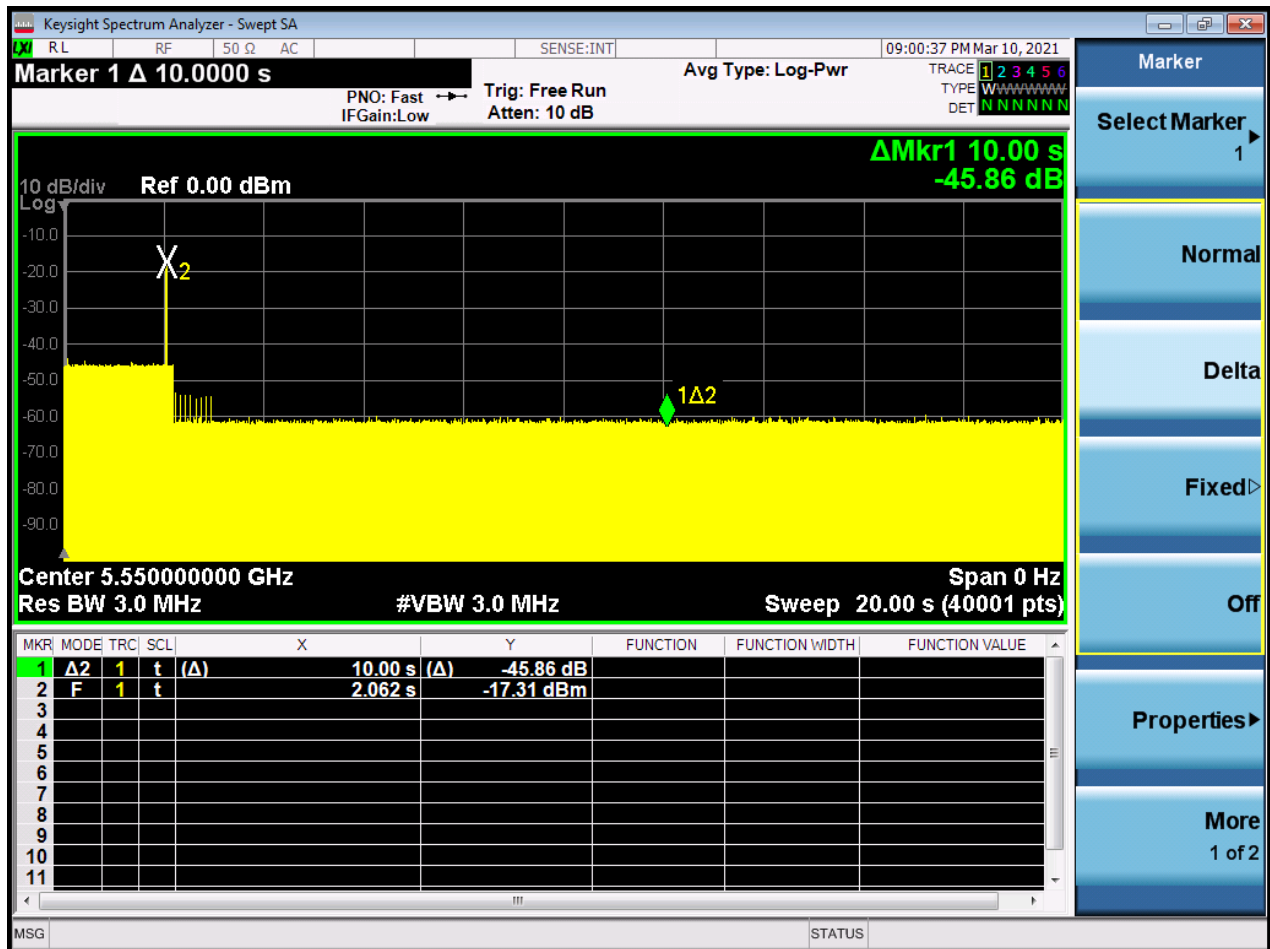 Keysight Spectrum Analyzer - Swept SA
LXI RL RF 50 Ω AC SENSE:INT 09:00:37 PM Mar 10, 2021
Marker 1 Δ 10.0000 s
PNO: Fast
IFGain:Low
Trig: Free Run
Atten: 10 dB
Avg Type: Log-Pwr
TRACE 1 2 3 4 5 6
TYPE WWWWWW
DET N N N N N N
ΔMkr1 10.00 s
-45.86 dB
10 dB/div Ref 0.00 dBm
Log
-10.0
-20.0
-30.0
-40.0
-50.0
-60.0
-70.0
-80.0
-90.0
2
1Δ2
Center 5.550000000 GHz Span 0 Hz
Res BW 3.0 MHz #VBW 3.0 MHz Sweep 20.00 s (40001 pts)
MKR MODE TRC SCL X Y FUNCTION FUNCTION WIDTH FUNCTION VALUE
1 Δ2 1 t (Δ) 10.00 s (Δ) -45.86 dB
2 F 1 t 2.062 s -17.31 dBm
3
4
5
6
7
8
9
10
11
MSG STATUS
Marker
Select Marker
1
Normal
Delta
Fixed
Off
Properties
More
1 of 2